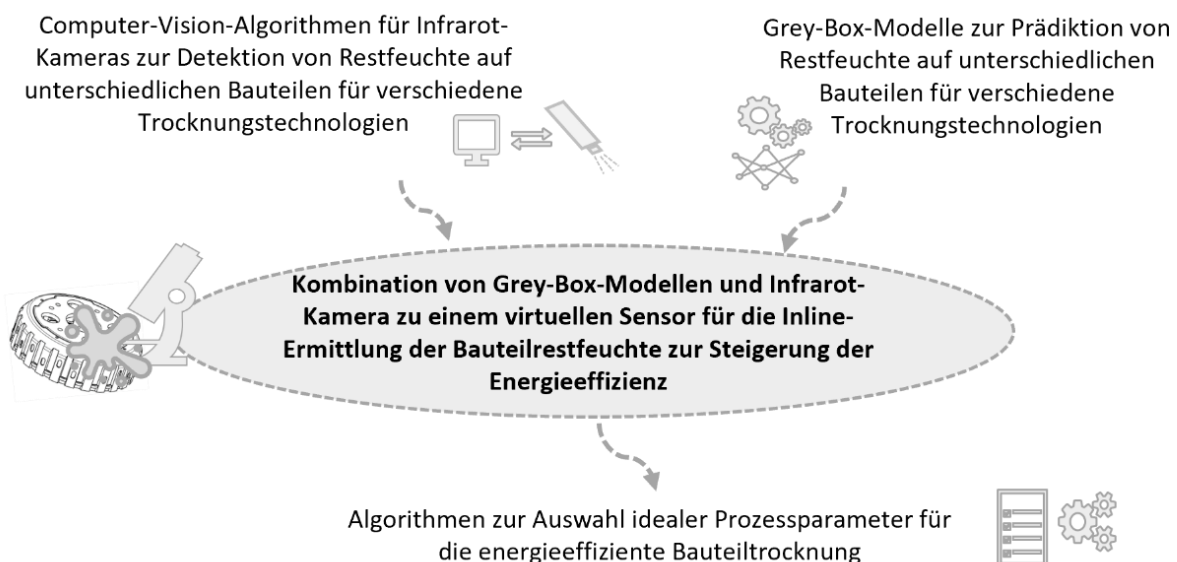 Computer-Vision-Algorithmen für Infrarot-
Kameras zur Detektion von Restfeuchte auf
unterschiedlichen Bauteilen für verschiedene
Trocknungstechnologien
Grey-Box-Modelle zur Prädiktion von
Restfeuchte auf unterschiedlichen
Bauteilen für verschiedene
Trocknungstechnologien
Kombination von Grey-Box-Modellen und Infrarot-
Kamera zu einem virtuellen Sensor für die Inline-
Ermittlung der Bauteilrestfeuchte zur Steigerung der
Energieeffizienz
Algorithmen zur Auswahl idealer Prozessparameter für
die energieeffiziente Bauteiltrocknung